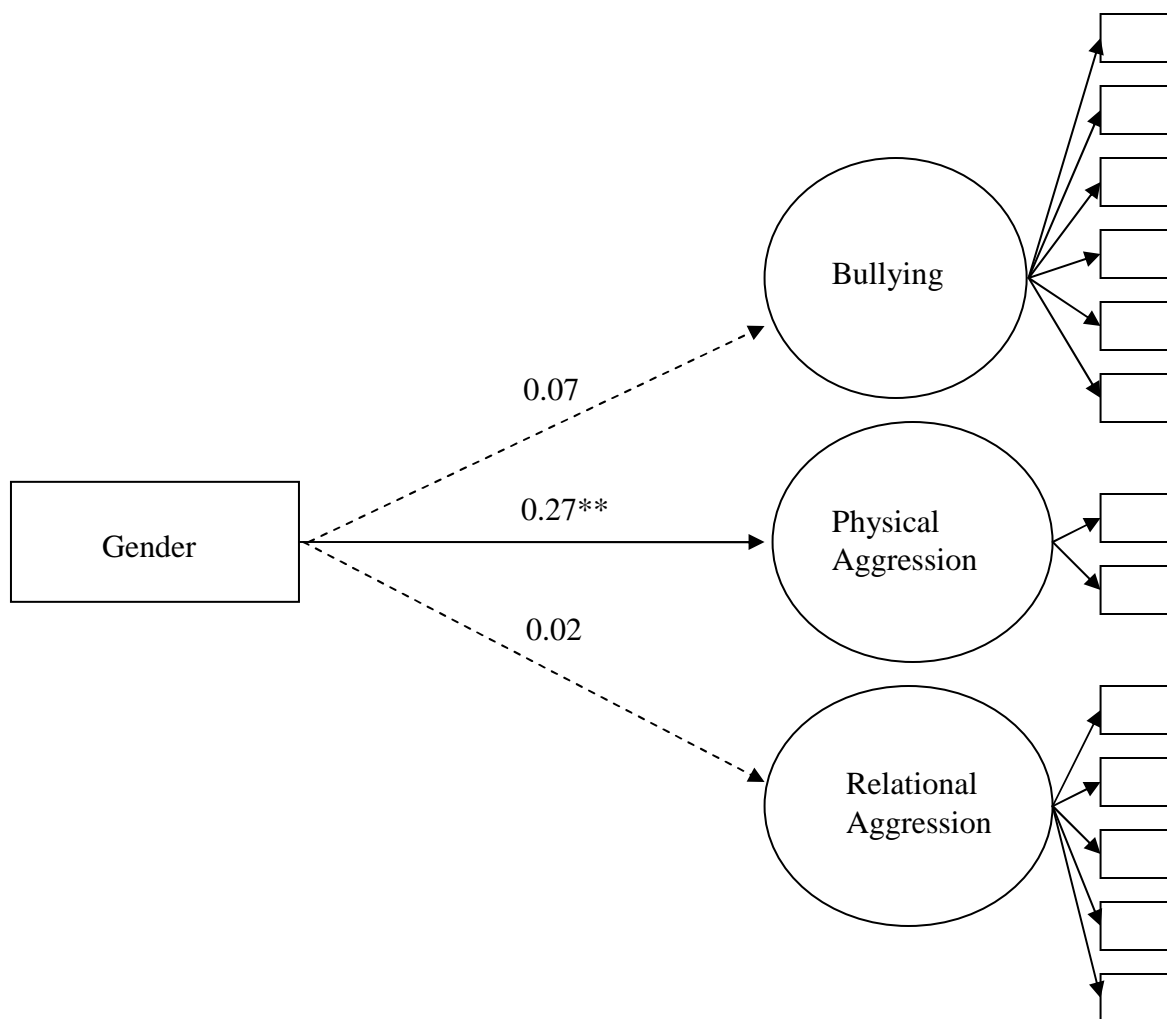 Bullying
0.07
0.27**
Gender
Physical
Aggression
0.02
Relational
Aggression